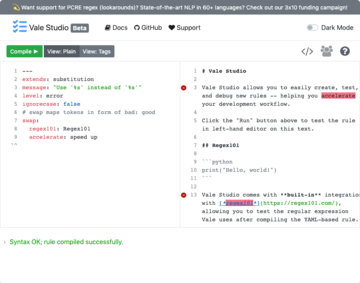 💫 Want support for PCRE regex (lookarounds)? State-of-the-art NLP in 60+ languages? Check out our 3x10 funding campaign!
Vale Studio Beta
Docs
GitHub
Support
Dark Mode
Compile
View: Plain
View: Tags
1 ---
2 extends: substitution
3 message: "Use '%s' instead of '%s'"
4 level: error
5 ignorecase: false
6 # swap maps tokens in form of bad: good
7 swap:
8 regex101: Regex101
9 accelerate: speed up
10
1 # Vale Studio
2
3 Vale Studio allows you to easily create, test,
and debug new rules -- helping you accelerate
your development workflow.
4
5 Click the "Run" button above to test the rule
in left-hand editor on this text.
6
7 ## Regex101
8
9 ```python
10 print("Hello, world!")
11 ```
12
13 Vale Studio comes with **built-in** integration
with [*regex101*](https://regex101.com/),
allowing you to test the regular expression
Vale uses after compiling the YAML-based rule.
Syntax OK; rule compiled successfully.